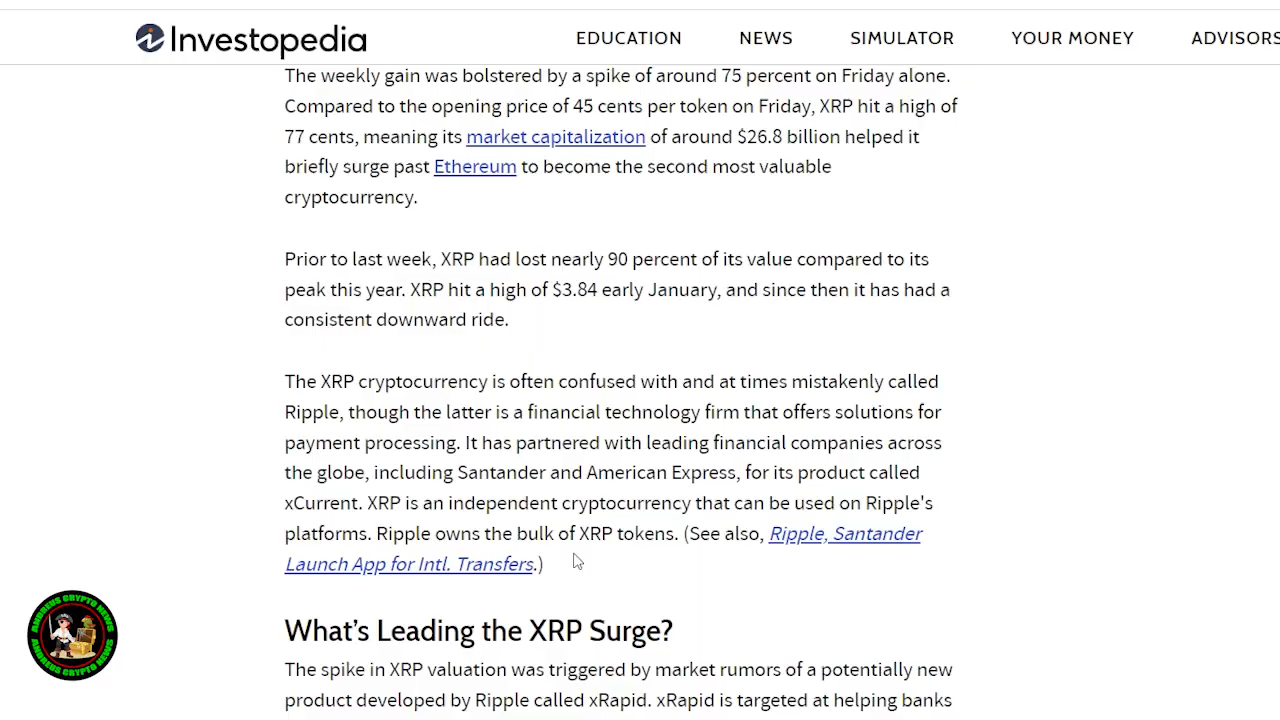 Investopedia
EDUCATION NEWS SIMULATOR YOUR MONEY ADVISORS
The weekly gain was bolstered by a spike of around 75 percent on Friday alone.
Compared to the opening price of 45 cents per token on Friday, XRP hit a high of
77 cents, meaning its market capitalization of around $26.8 billion helped it
briefly surge past Ethereum to become the second most valuable
cryptocurrency.
Prior to last week, XRP had lost nearly 90 percent of its value compared to its
peak this year. XRP hit a high of $3.84 early January, and since then it has had a
consistent downward ride.
The XRP cryptocurrency is often confused with and at times mistakenly called
Ripple, though the latter is a financial technology firm that offers solutions for
payment processing. It has partnered with leading financial companies across
the globe, including Santander and American Express, for its product called
xCurrent. XRP is an independent cryptocurrency that can be used on Ripple's
platforms. Ripple owns the bulk of XRP tokens. (See also, Ripple, Santander
Launch App for Intl. Transfers.)
What’s Leading the XRP Surge?
The spike in XRP valuation was triggered by market rumors of a potentially new
product developed by Ripple called xRapid. xRapid is targeted at helping banks
ANDREUS CRYPTO NEWS
ANDREUS CRYPTO NEWS